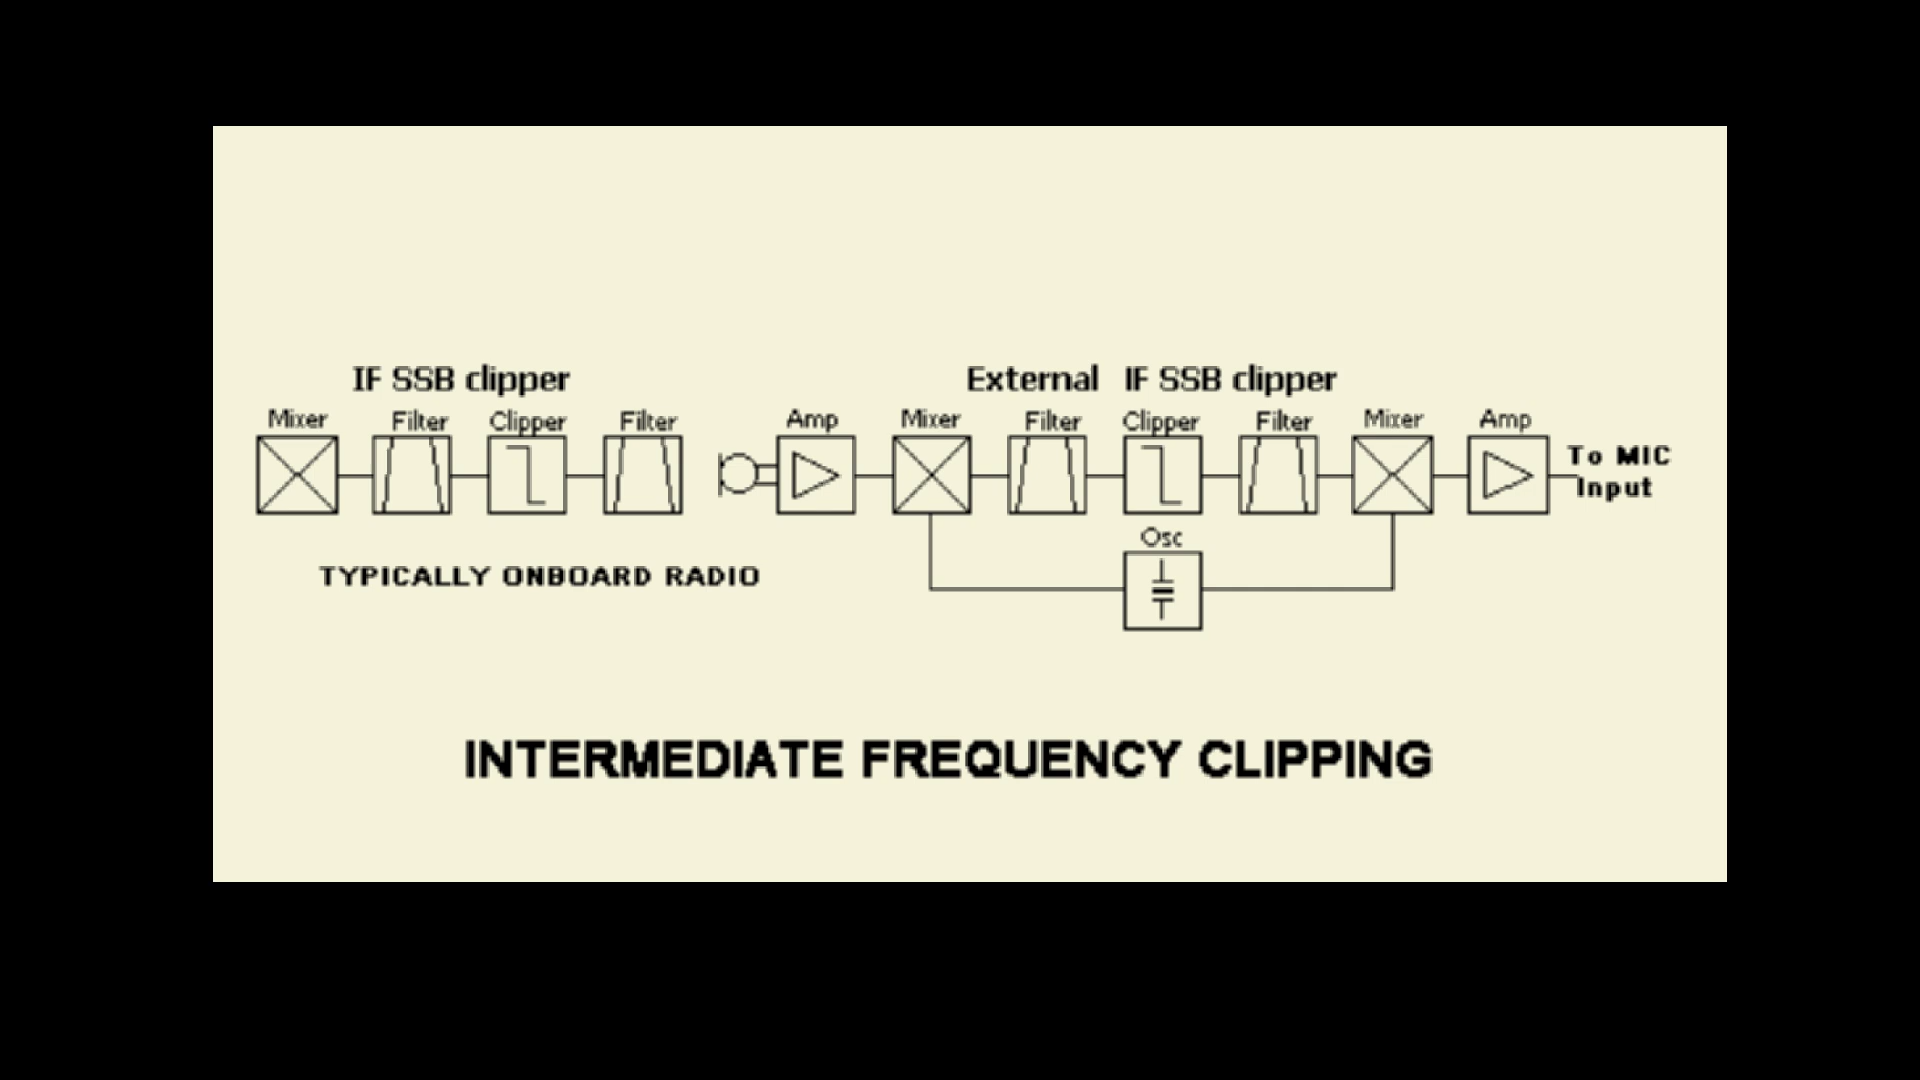 IF SSB clipper
Mixer Filter Clipper Filter
TYPICALLY ONBOARD RADIO
External IF SSB clipper
Amp Mixer Filter Clipper Filter Mixer Amp
To MIC
Input
Osc
INTERMEDIATE FREQUENCY CLIPPING